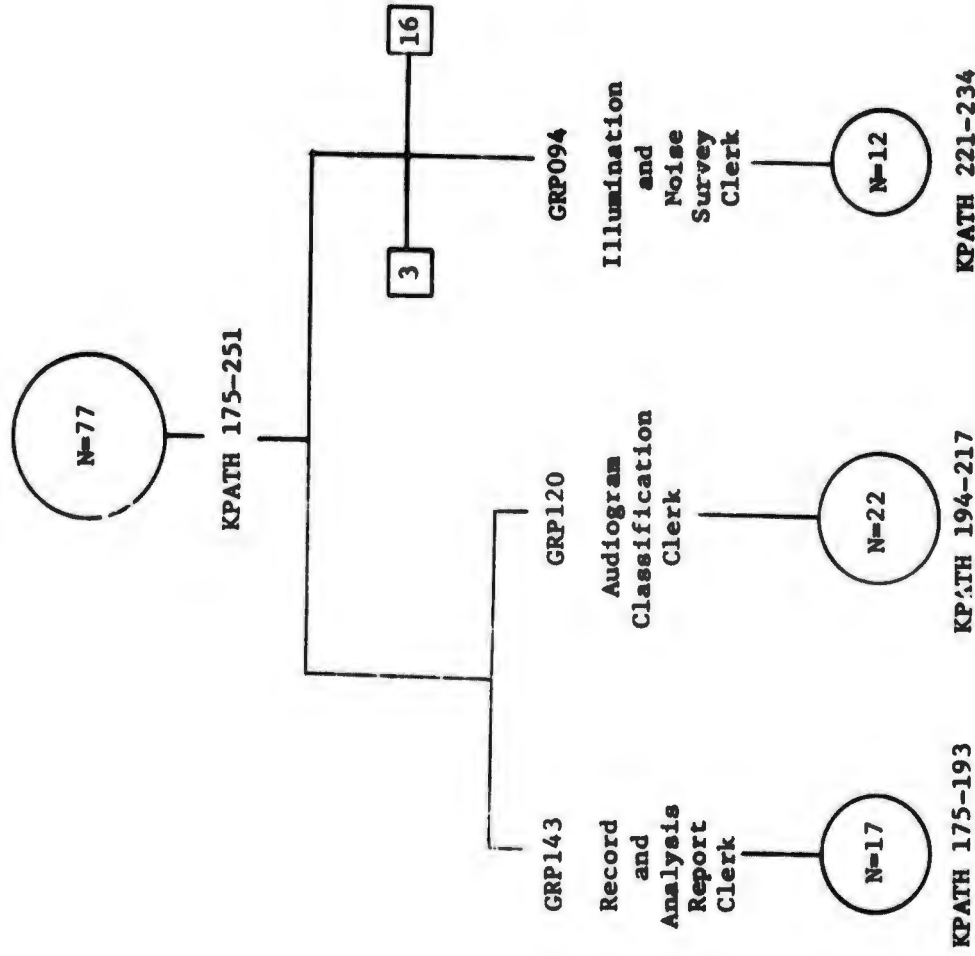 N=77
KPATH 175-251
3
16
GRP143
Record
and
Analysis
Report
Clerk
N=17
KPATH 175-193
GRP120
Audiogram
Classification
Clerk
N=22
KPATH 194-217
GRP094
Illumination
and
Noise
Survey
Clerk
N=12
KPATH 221-234